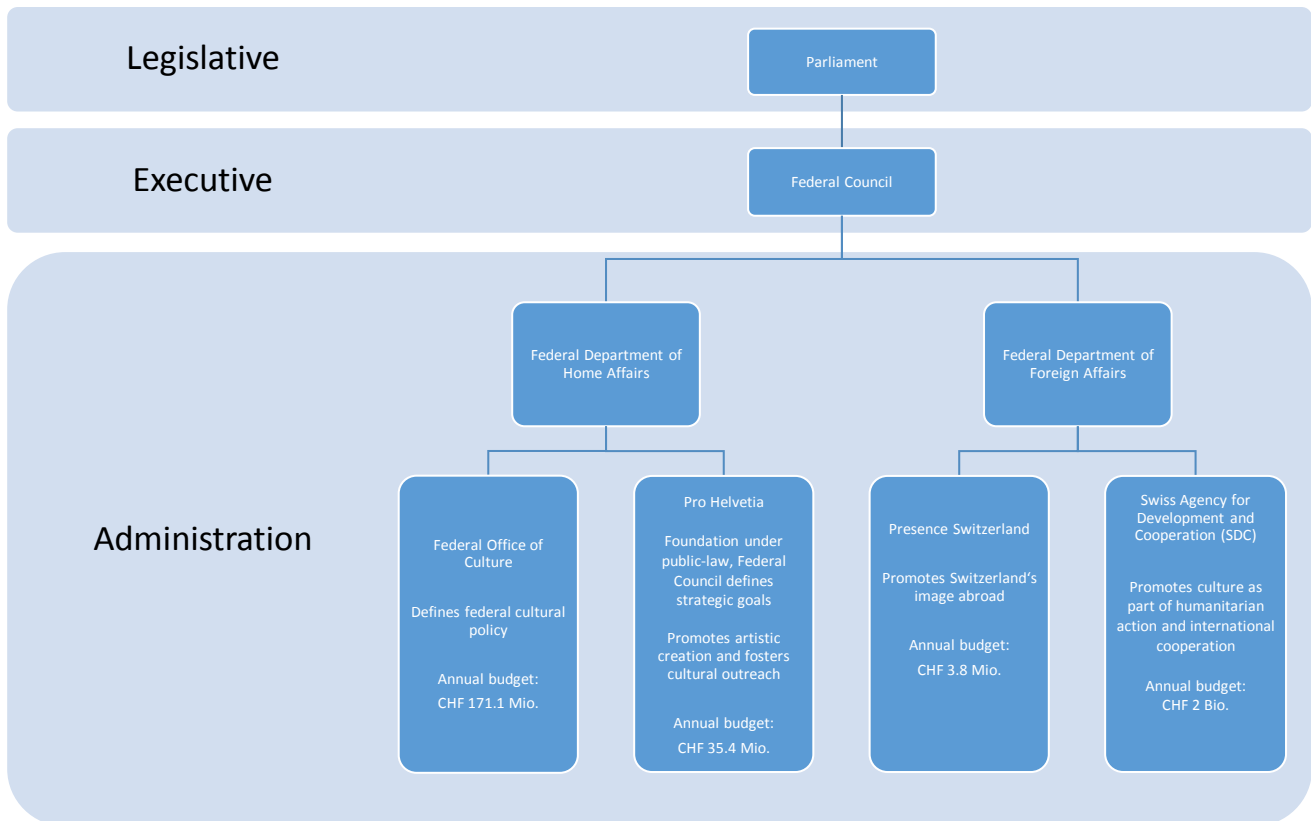 Legislative
Parliament
Executive
Federal Council
Administration
Federal Department of
Home Affairs
Federal Department of
Foreign Affairs
Federal Office of
Culture
Defines federal cultural
policy
Annual budget:
CHF 171.1 Mio.
Pro Helvetia
Foundation under
public-law, Federal
Council defines
strategic goals
Promotes artistic
creation and fosters
cultural outreach
Annual budget:
CHF 35.4 Mio.
Presence Switzerland
Promotes Switzerland‘s
image abroad
Annual budget:
CHF 3.8 Mio.
Swiss Agency for
Development and
Cooperation (SDC)
Promotes culture as
part of humanitarian
action and international
cooperation
Annual budget:
CHF 2 Bio.